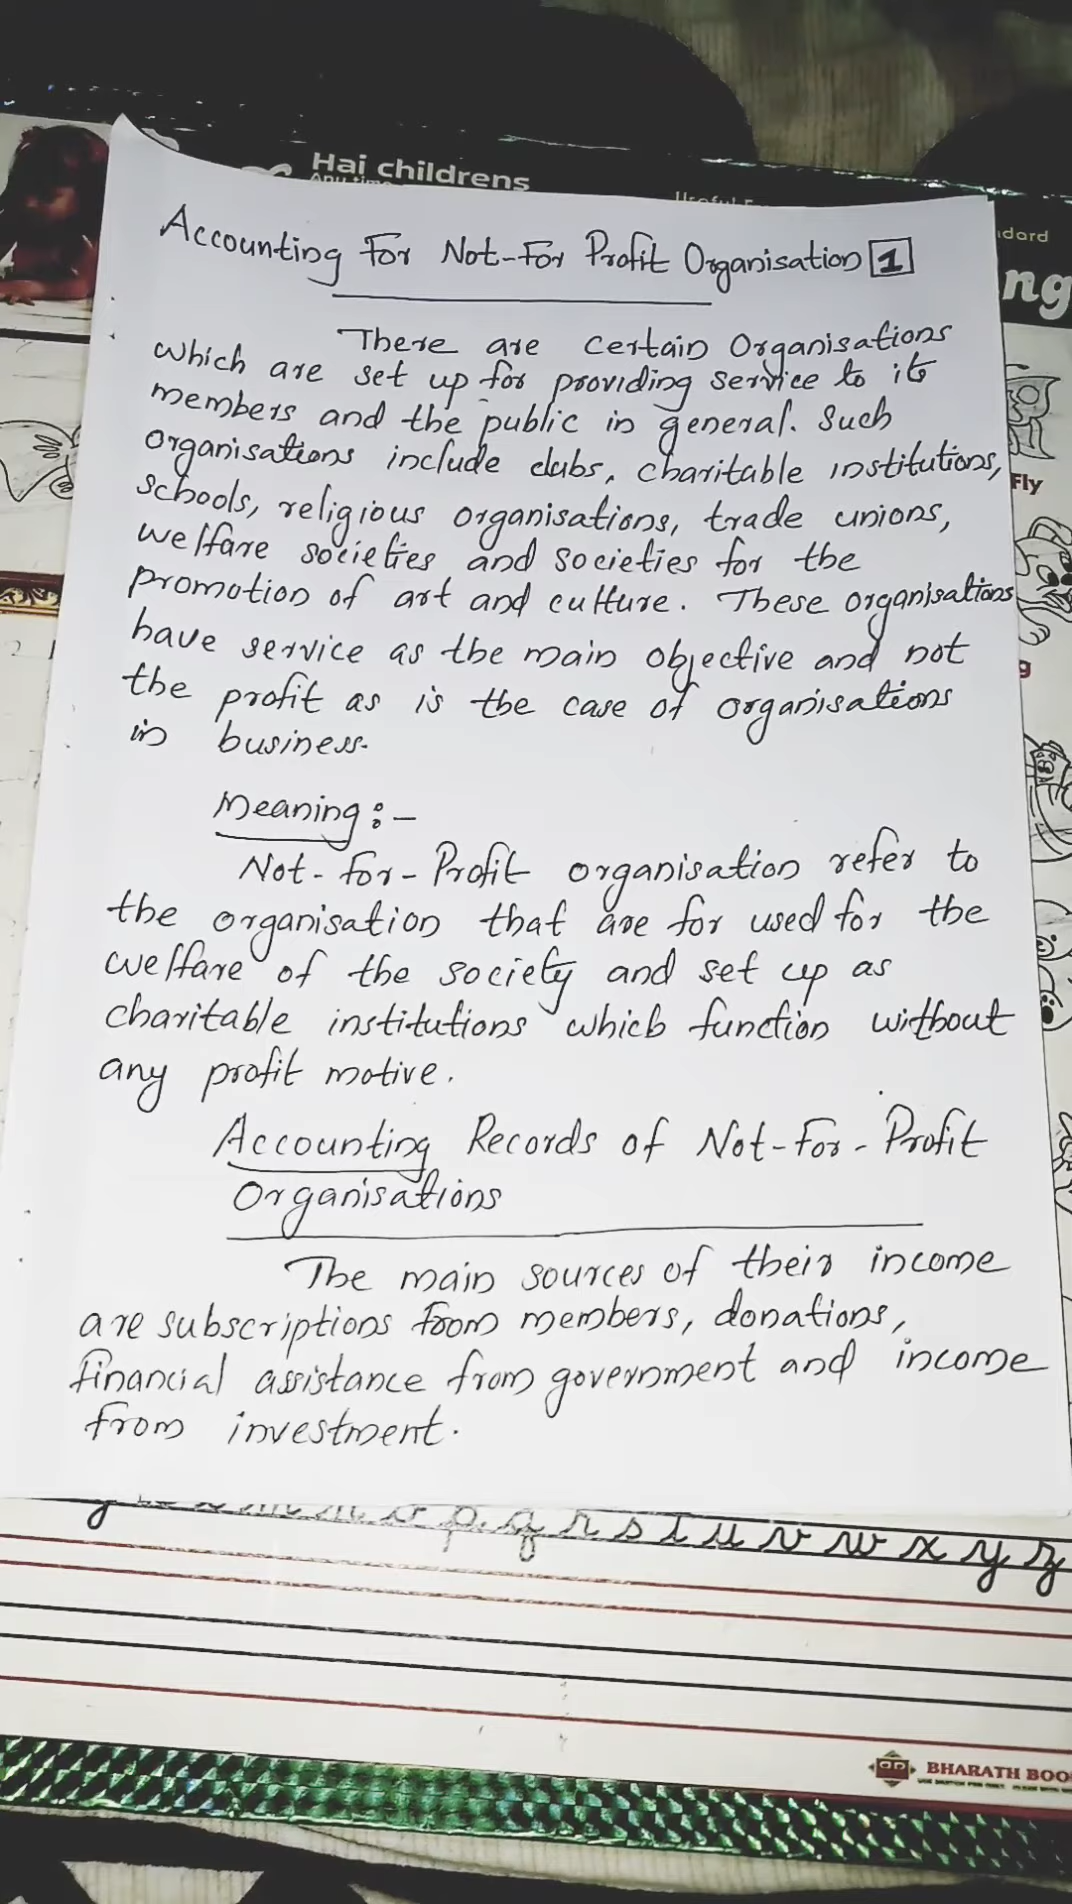 Hai childrens
dard
ng
Accounting For Not-For Profit Organisation 1
There are certain Organisations
which are set up for providing service to its
members and the public in general. Such
organisations include clubs, charitable institutions,
schools, religious organisations, trade unions,
welfare societies and societies for the
promotion of art and culture. These organisations
have service as the main objective and not
the profit as is the case of organisations
in business.
Meaning :-
Not-for-Profit organisation refer to
the organisation that are for used for the
welfare of the society and set up as
charitable institutions which function without
any profit motive.
Accounting Records of Not-For-Profit
Organisations
The main sources of their income
are subscriptions from members, donations,
financial assistance from government and income
from investment.
Fly
g
p q r s t u v w x y z
BHARATH BOO